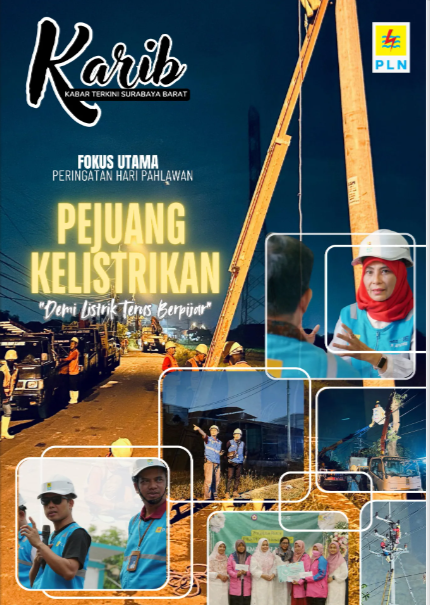 Karib
KABAR TERKINI SURABAYA BARAT
PLN
FOKUS UTAMA
PERINGATAN HARI PAHLAWAN
PEJUANG
KELISTRIKAN
"Demi Listrik Terus Berpijar"